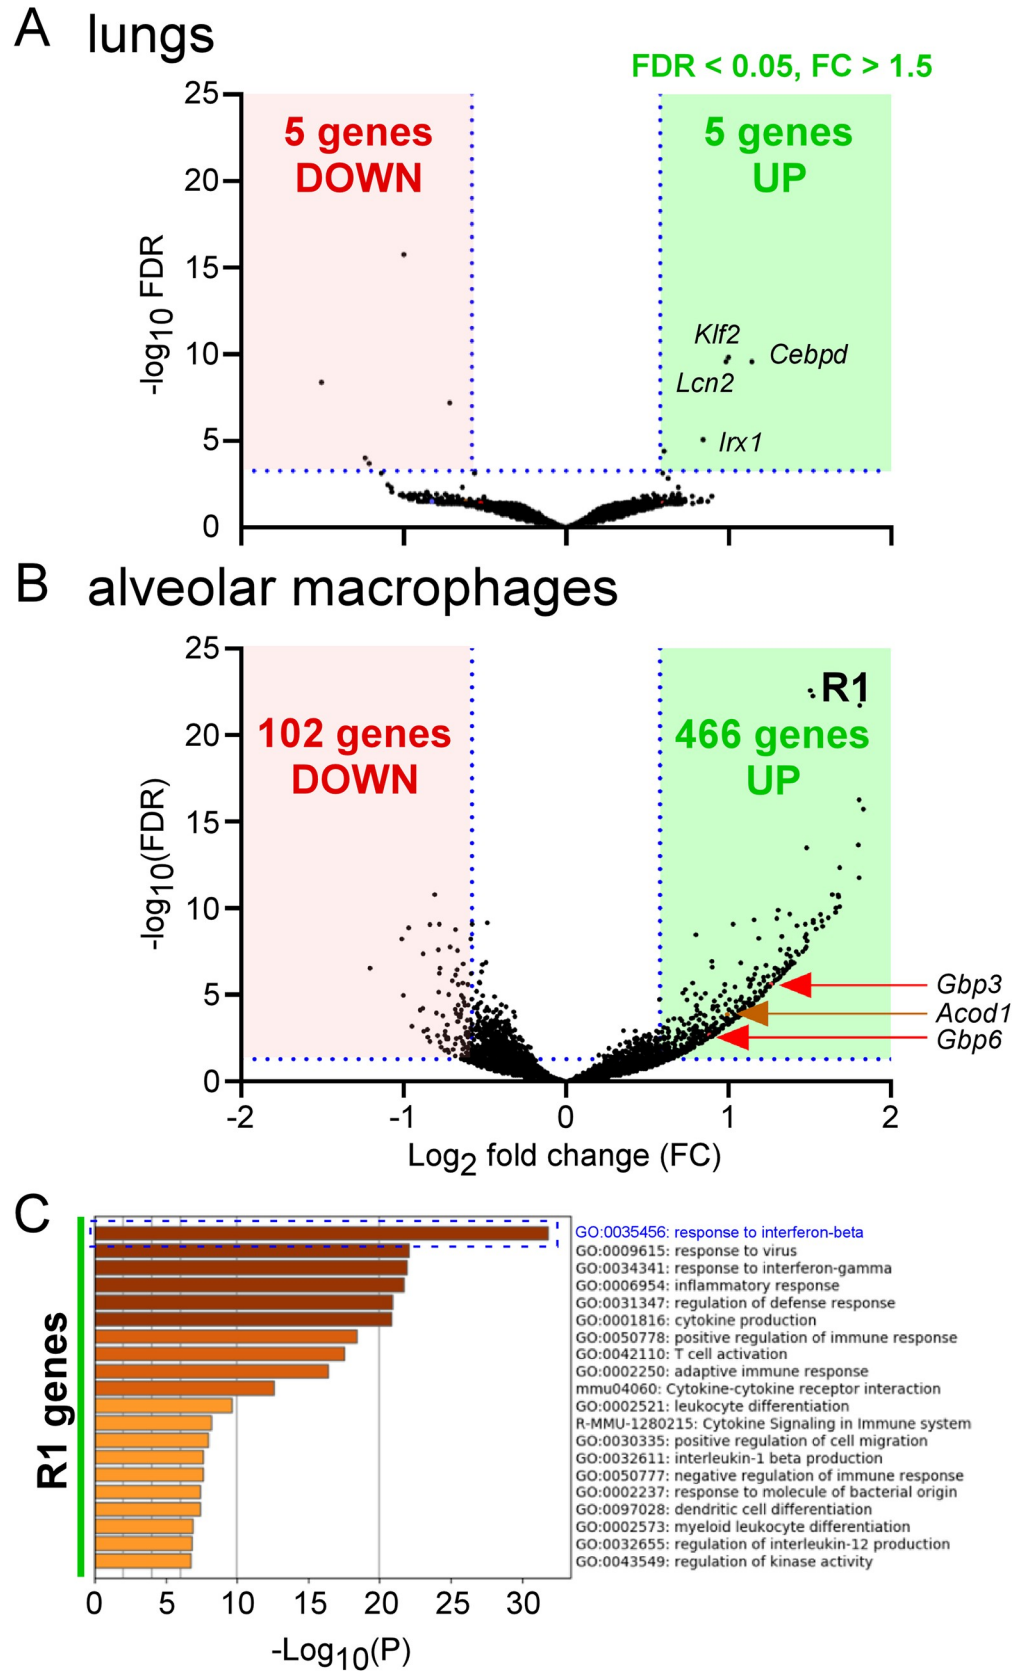 A lungs
FDR < 0.05, FC > 1.5
5 genes
DOWN
5 genes
UP
25
20
15
10
5
0
-log10 FDR
Klf2
Cebpd
Lcn2
Irx1
B alveolar macrophages
R1
102 genes
DOWN
466 genes
UP
25
20
15
10
5
0
-log10(FDR)
Gbp3
Acod1
Gbp6
-2 -1 0 1 2
Log2 fold change (FC)
C
R1 genes
GO:0035456: response to interferon-beta
GO:0009615: response to virus
GO:0034341: response to interferon-gamma
GO:0006954: inflammatory response
GO:0031347: regulation of defense response
GO:0001816: cytokine production
GO:0050778: positive regulation of immune response
GO:0042110: T cell activation
GO:0002250: adaptive immune response
mmu04060: Cytokine-cytokine receptor interaction
GO:0002521: leukocyte differentiation
R-MMU-1280215: Cytokine Signaling in Immune system
GO:0030335: positive regulation of cell migration
GO:0032611: interleukin-1 beta production
GO:0050777: negative regulation of immune response
GO:0002237: response to molecule of bacterial origin
GO:0097028: dendritic cell differentiation
GO:0002573: myeloid leukocyte differentiation
GO:0032655: regulation of interleukin-12 production
GO:0043549: regulation of kinase activity
0 5 10 15 20 25 30
-Log10(P)